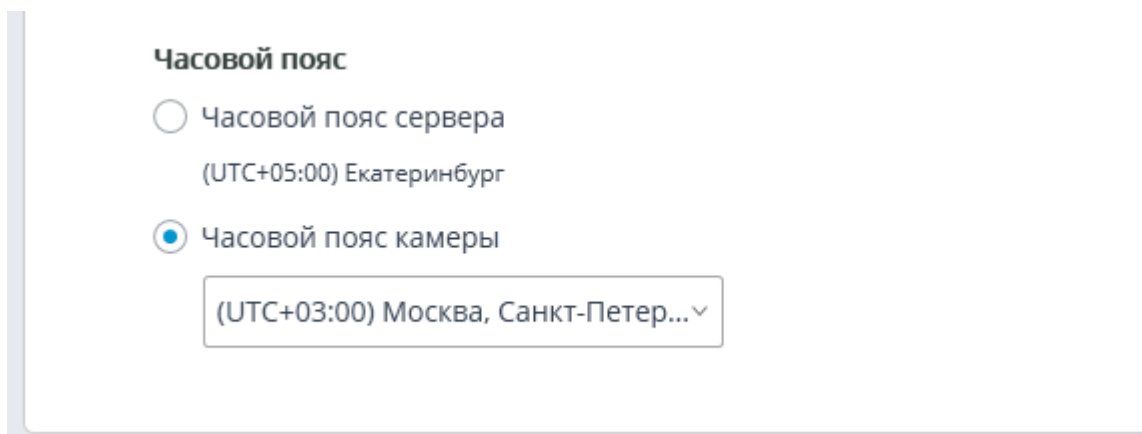 Часовой пояс
Часовой пояс сервера
(UTC+05:00) Екатеринбург
Часовой пояс камеры
(UTC+03:00) Москва, Санкт-Петер...